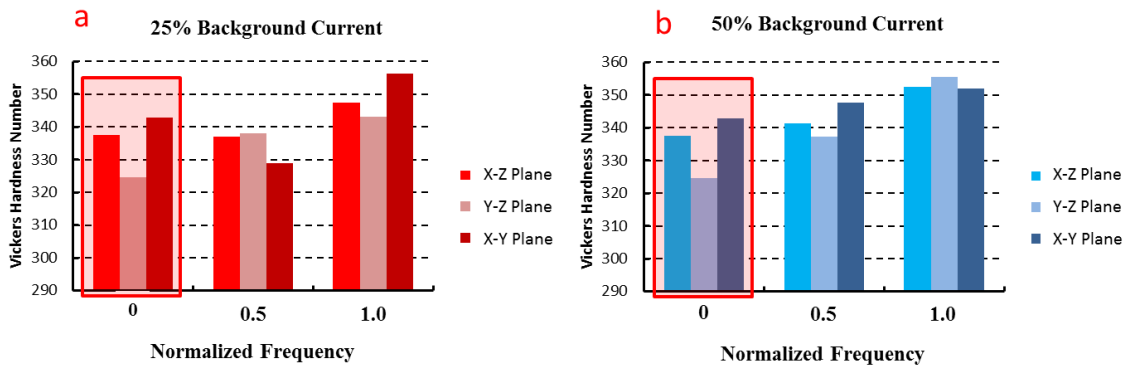 a
25% Background Current
Vickers Hardness Number
360
350
340
330
320
310
300
290
0
0.5
1.0
Normalized Frequency
X-Z Plane
Y-Z Plane
X-Y Plane
b
50% Background Current
Vickers Hardness Number
360
350
340
330
320
310
300
290
0
0.5
1.0
Normalized Frequency
X-Z Plane
Y-Z Plane
X-Y Plane